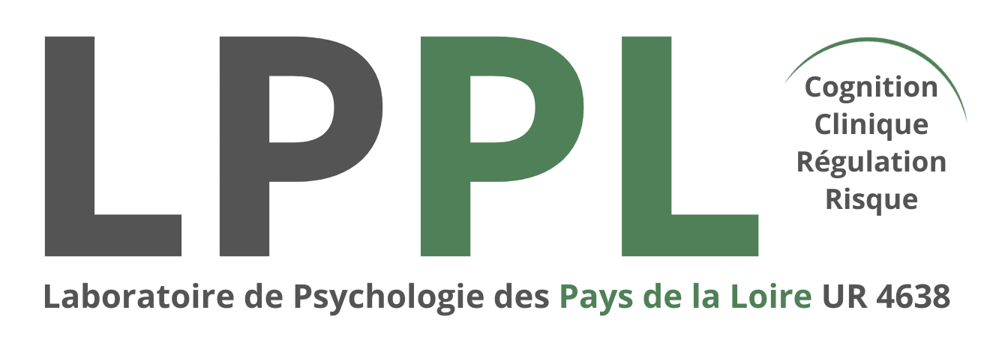 LPPL
Cognition
Clinique
Régulation
Risque
Laboratoire de Psychologie des Pays de la Loire UR 4638